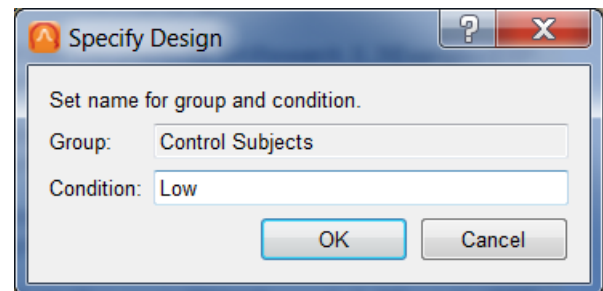 Specify Design
Set name for group and condition.
Group: Control Subjects
Condition: Low
OK Cancel